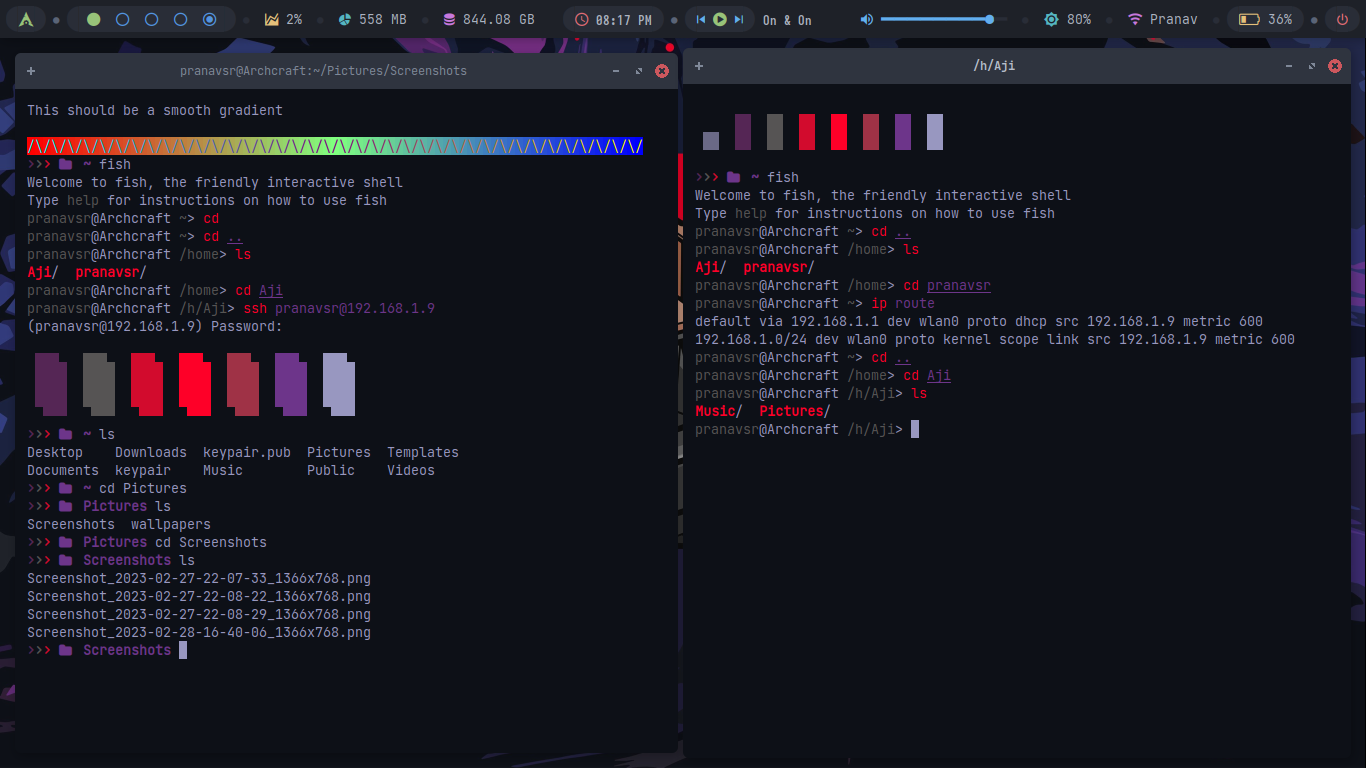 2%
558 MB
844.08 GB
08:17 PM
On & On
80%
Pranav
36%
pranavsr@Archcraft:~/Pictures/Screenshots
This should be a smooth gradient
/\/\/\/\/\/\/\/\/\/\/\/\/\/\/\/\/\/\/\/\/\/\/\/\/\/\/\/\/\/\/\/\/\/\/\/\/\/\/
>>> ~ fish
Welcome to fish, the friendly interactive shell
Type help for instructions on how to use fish
pranavsr@Archcraft ~> cd
pranavsr@Archcraft ~> cd ..
pranavsr@Archcraft /home> ls
Aji/  pranavsr/
pranavsr@Archcraft /home> cd Aji
pranavsr@Archcraft /h/Aji> ssh pranavsr@192.168.1.9
(pranavsr@192.168.1.9) Password:
>>> ~ ls
Desktop    Downloads  keypair.pub  Pictures  Templates
Documents  keypair    Music        Public    Videos
>>> ~ cd Pictures
>>> Pictures ls
Screenshots  wallpapers
>>> Pictures cd Screenshots
>>> Screenshots ls
Screenshot_2023-02-27-22-07-33_1366x768.png
Screenshot_2023-02-27-22-08-22_1366x768.png
Screenshot_2023-02-27-22-08-29_1366x768.png
Screenshot_2023-02-28-16-40-06_1366x768.png
>>> Screenshots
/h/Aji
>>> ~ fish
Welcome to fish, the friendly interactive shell
Type help for instructions on how to use fish
pranavsr@Archcraft ~> cd ..
pranavsr@Archcraft /home> ls
Aji/  pranavsr/
pranavsr@Archcraft /home> cd pranavsr
pranavsr@Archcraft ~> ip route
default via 192.168.1.1 dev wlan0 proto dhcp src 192.168.1.9 metric 600
192.168.1.0/24 dev wlan0 proto kernel scope link src 192.168.1.9 metric 600
pranavsr@Archcraft ~> cd ..
pranavsr@Archcraft /home> cd Aji
pranavsr@Archcraft /h/Aji> ls
Music/  Pictures/
pranavsr@Archcraft /h/Aji>